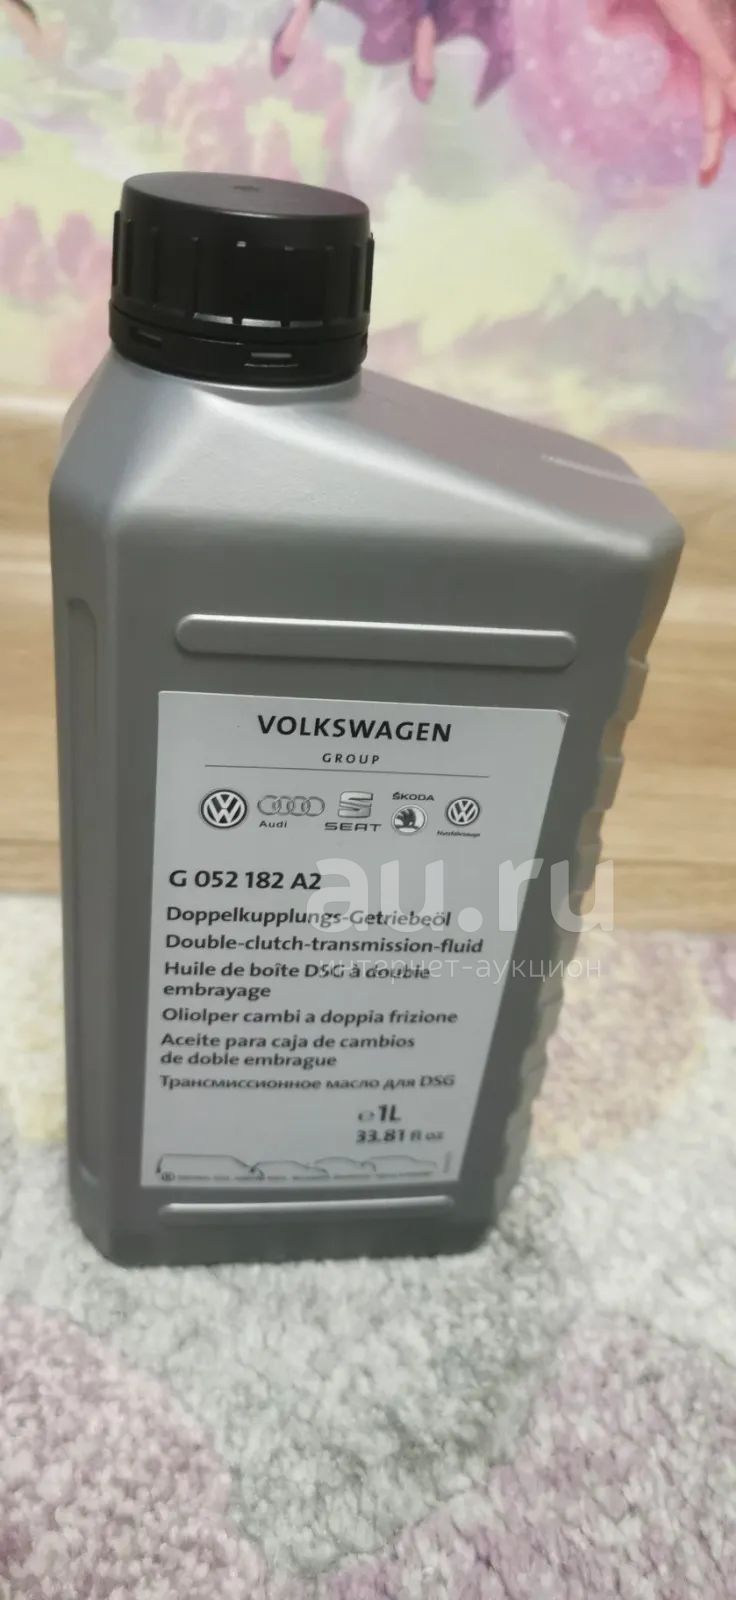 VOLKSWAGEN
GROUP
Audi
SEAT
ŠKODA
Nutzfahrzeuge
G 052 182 A2
Doppelkupplungs-Getriebeöl
Double-clutch-transmission-fluid
Huile de boîte DSG à double
embrayage
Oliolper cambi a doppia frizione
Aceite para caja de cambios
de doble embrague
Трансмиссионное масло для DSG
℮ 1L
33.81 fl oz
au.ru
интернет-аукцион